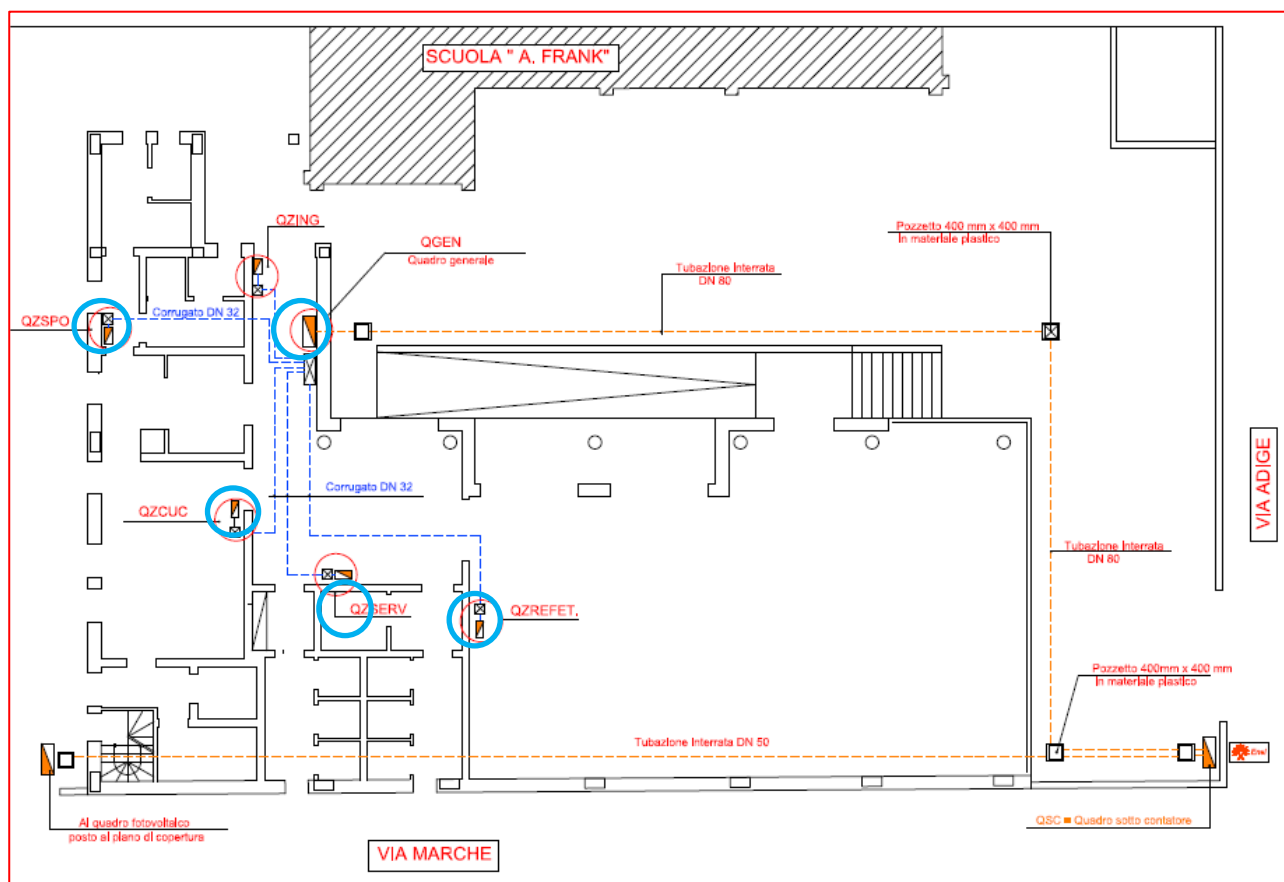 SCUOLA " A. FRANK"
QZING
QGEN
Quadro generale
Pozzetto 400 mm x 400 mm
in materiale plastico
Tubazione Interrata
DN 80
QZSPO
Corrugato DN 32
Corrugato DN 32
QZCUC
VIA ADIGE
Tubazione Interrata
DN 80
QZSERV
QZREFET.
Pozzetto 400mm x 400 mm
in materiale plastico
Tubazione Interrata DN 50
Enel
Al quadro fotovoltaico
posto al piano di copertura
QSC = Quadro sotto contatore
VIA MARCHE